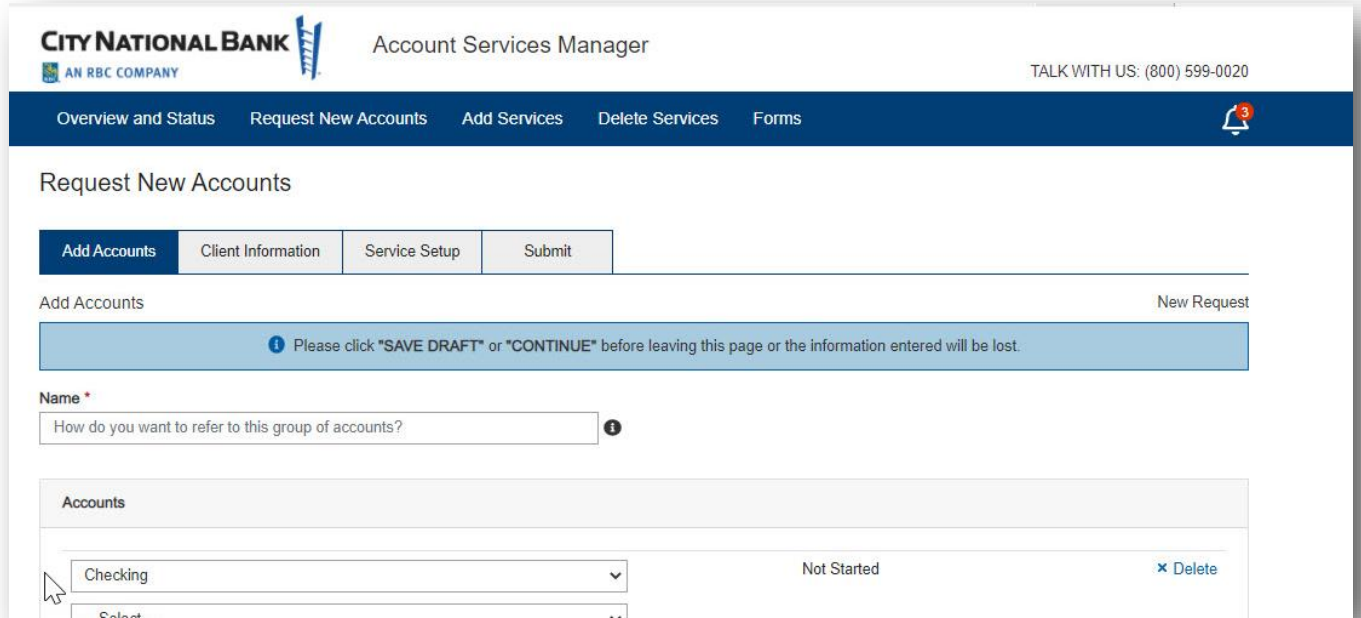 CITY NATIONAL BANK
AN RBC COMPANY
Account Services Manager
TALK WITH US: (800) 599-0020
Overview and Status Request New Accounts Add Services Delete Services Forms 3
Request New Accounts
Add Accounts Client Information Service Setup Submit
Add Accounts New Request
Please click "SAVE DRAFT" or "CONTINUE" before leaving this page or the information entered will be lost.
Name *
How do you want to refer to this group of accounts?
Accounts
Checking Not Started × Delete
Select